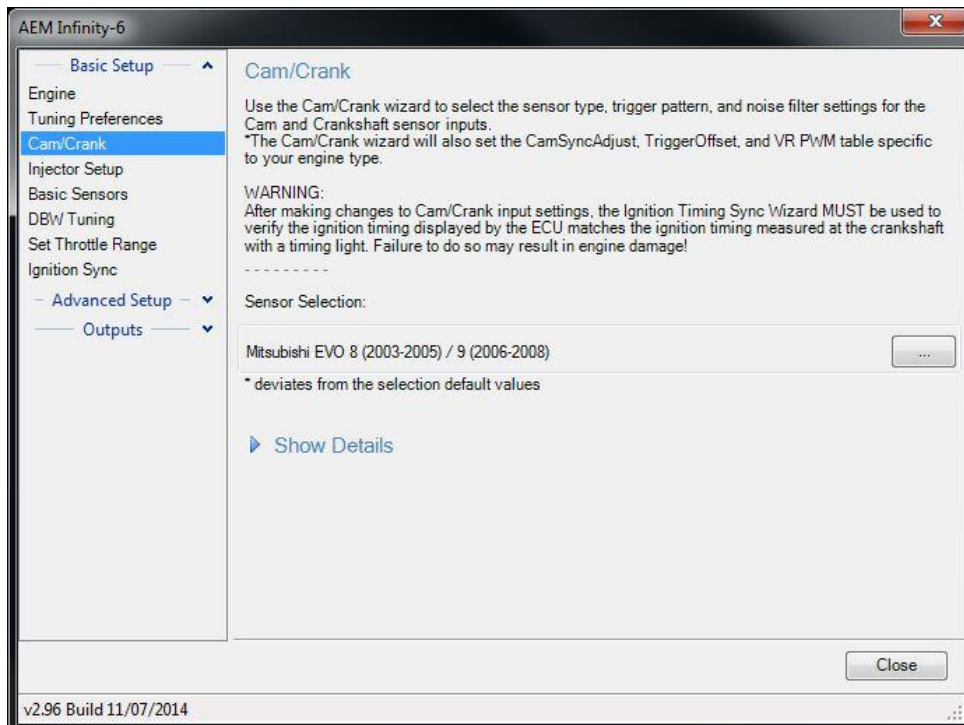 AEM Infinity-6
Basic Setup
Engine
Tuning Preferences
Cam/Crank
Injector Setup
Basic Sensors
DBW Tuning
Set Throttle Range
Ignition Sync
Advanced Setup
Outputs
Cam/Crank
Use the Cam/Crank wizard to select the sensor type, trigger pattern, and noise filter settings for the
Cam and Crankshaft sensor inputs.
*The Cam/Crank wizard will also set the CamSyncAdjust, TriggerOffset, and VR PWM table specific
to your engine type.
WARNING:
After making changes to Cam/Crank input settings, the Ignition Timing Sync Wizard MUST be used to
verify the ignition timing displayed by the ECU matches the ignition timing measured at the crankshaft
with a timing light. Failure to do so may result in engine damage!
- - - - - - - - -
Sensor Selection:
Mitsubishi EVO 8 (2003-2005) / 9 (2006-2008)
...
* deviates from the selection default values
Show Details
Close
v2.96 Build 11/07/2014